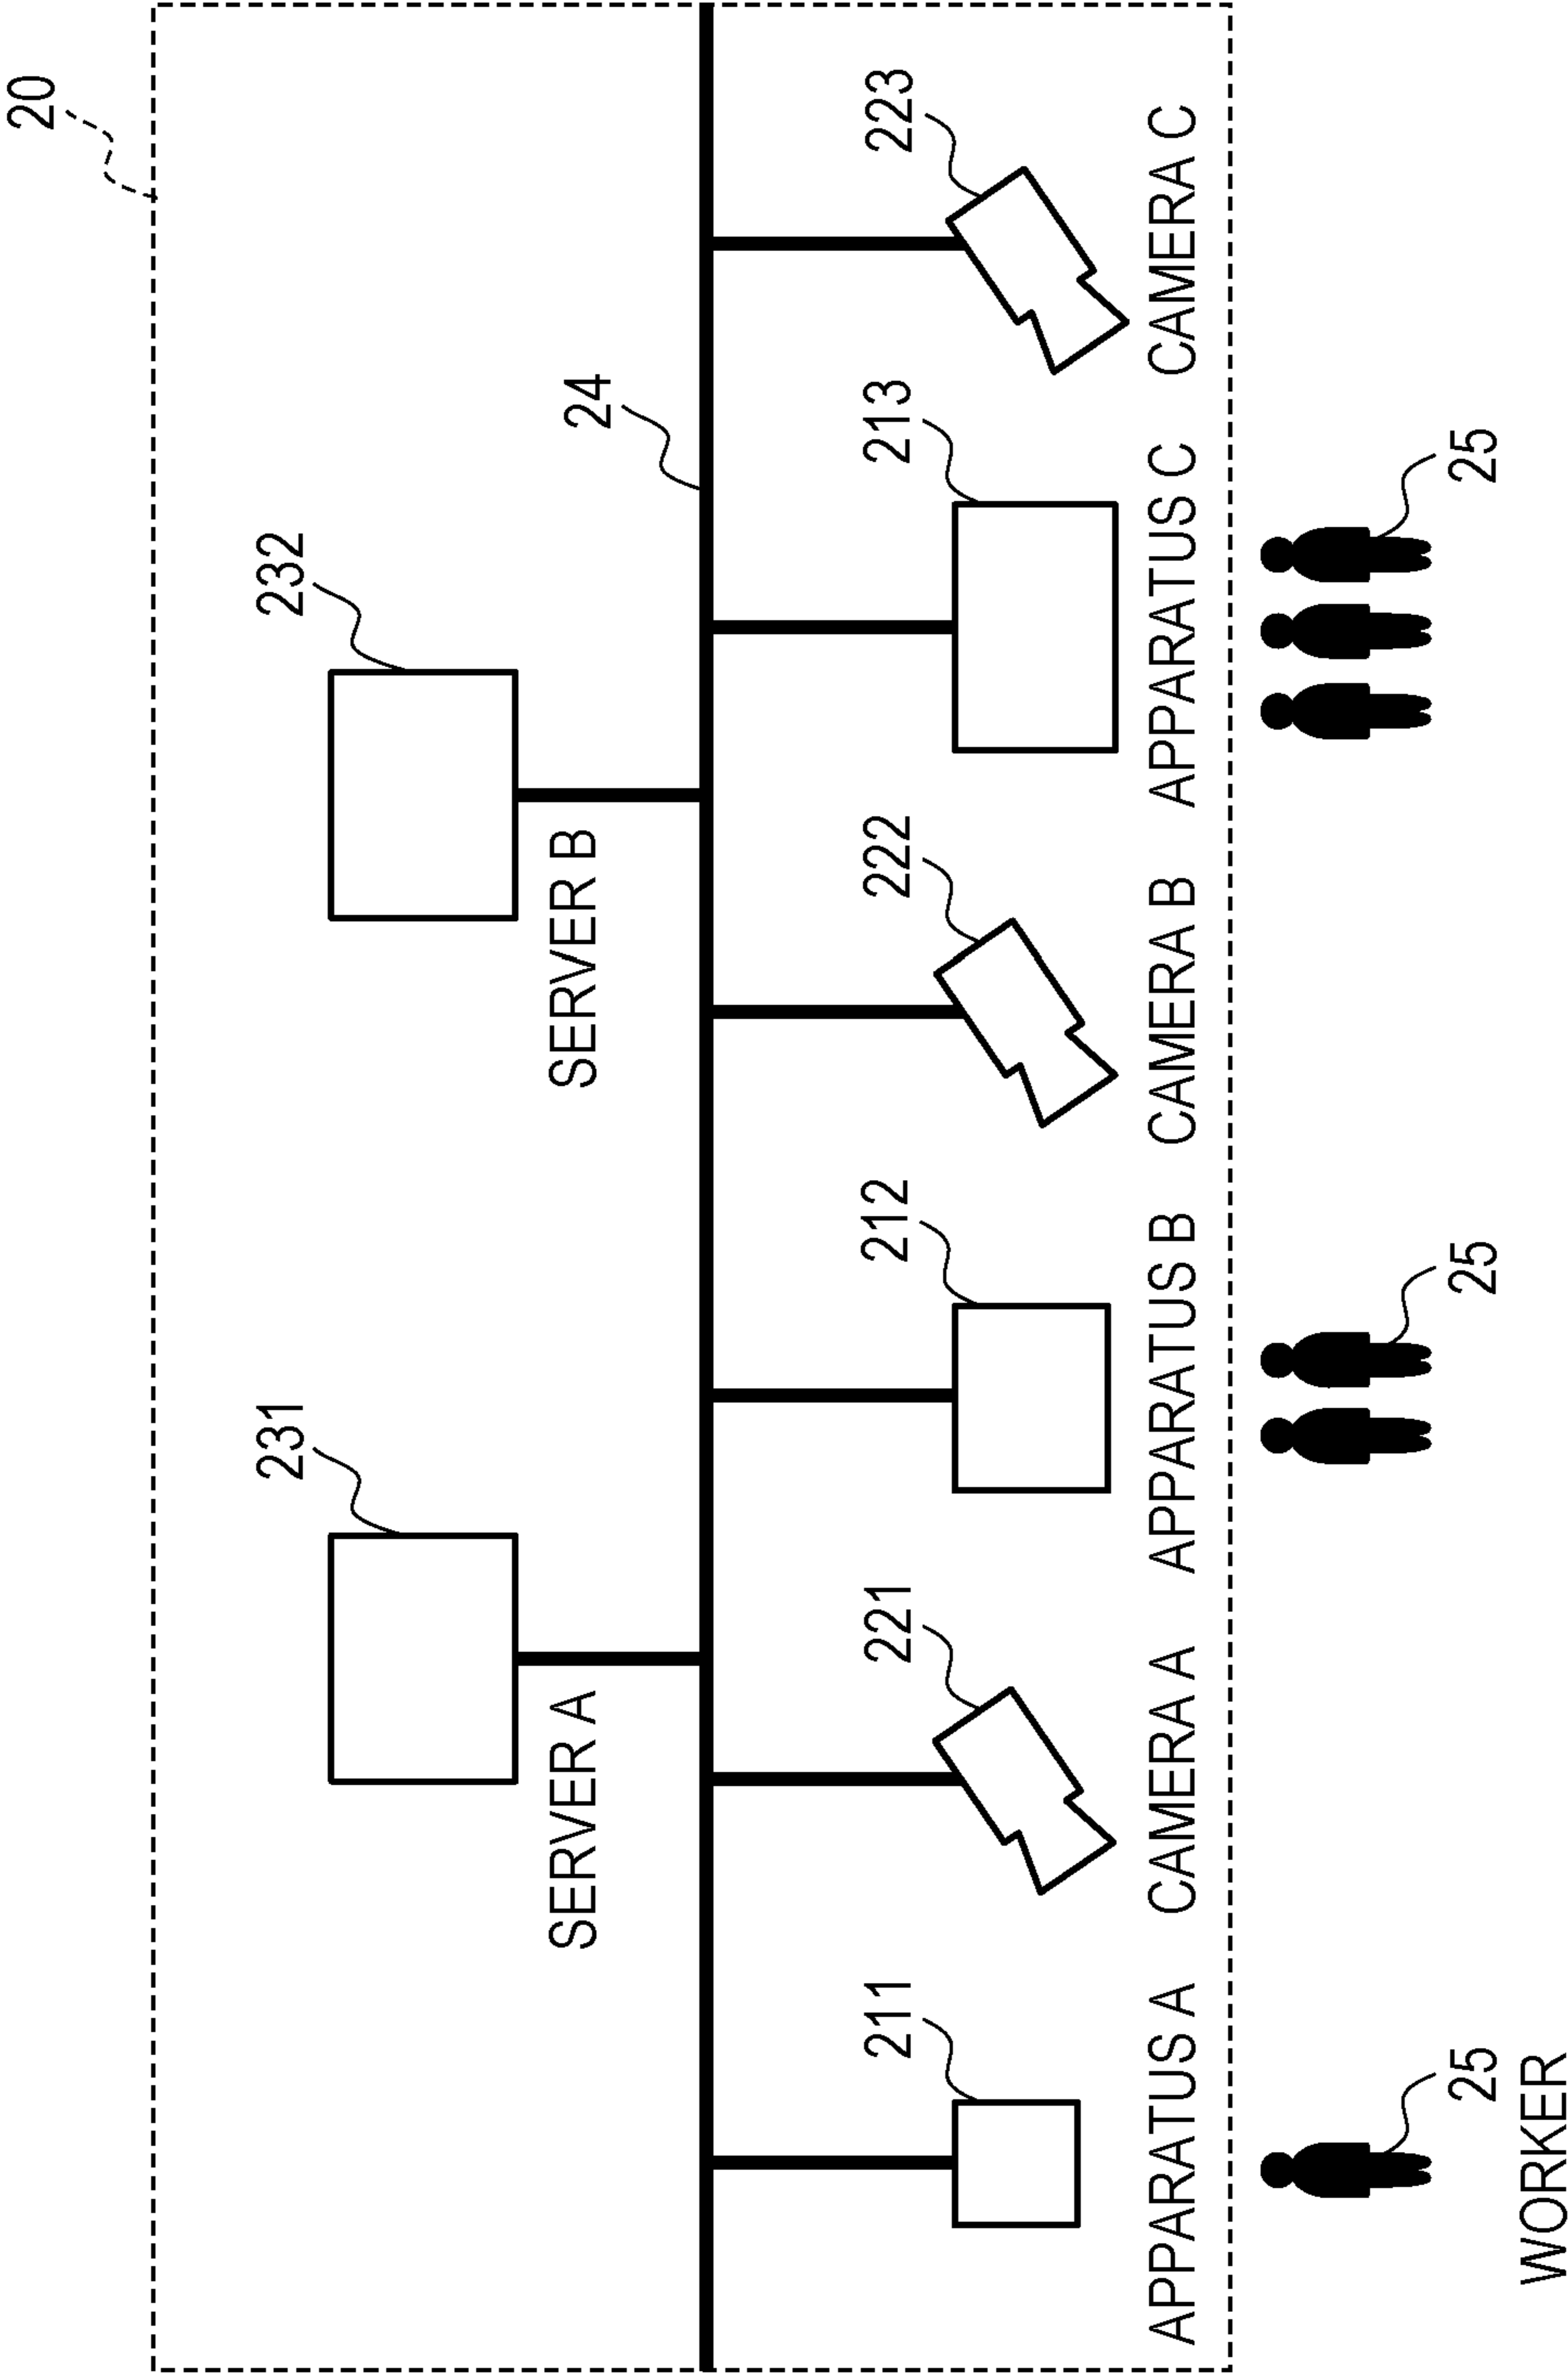 20
231
232
SERVER A
SERVER B
24
211
221
212
222
213
223
APPARATUS A
CAMERA A
APPARATUS B
CAMERA B
APPARATUS C
CAMERA C
25
25
25
WORKER